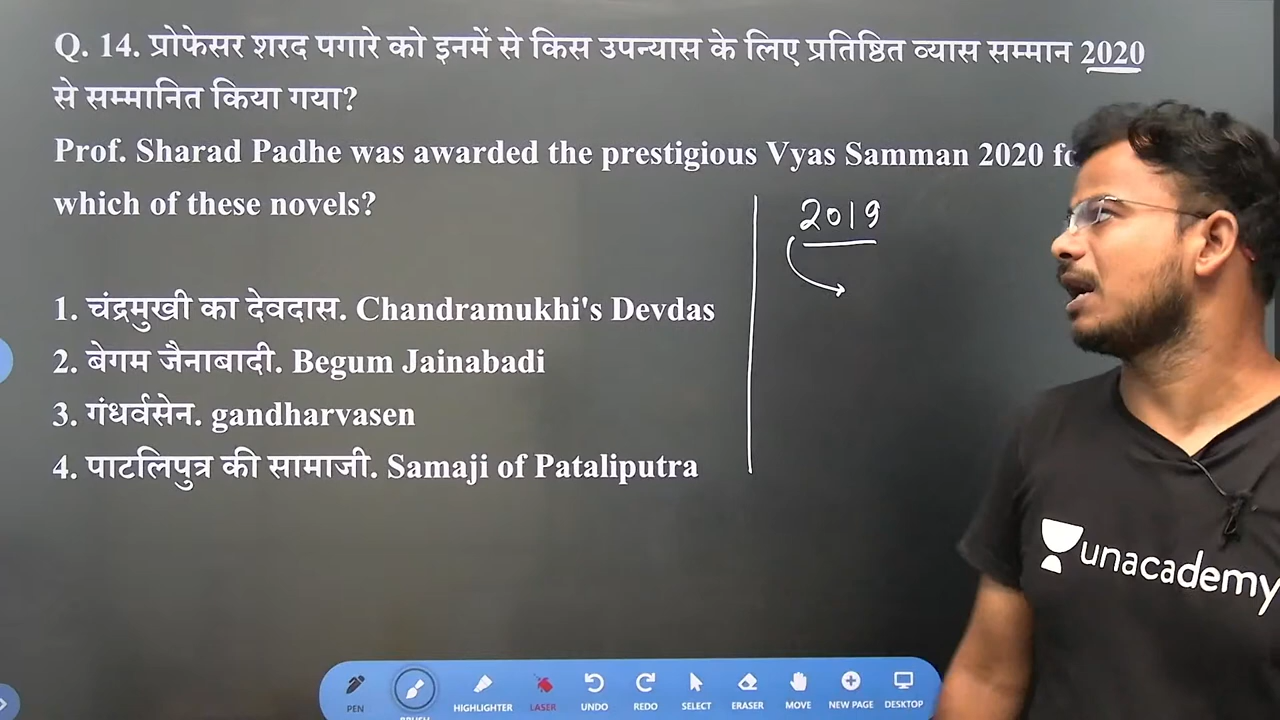 Q. 14. प्रोफेसर शरद पगारे को इनमें से किस उपन्यास के लिए प्रतिष्ठित व्यास सम्मान 2020
से सम्मानित किया गया?
Prof. Sharad Padhe was awarded the prestigious Vyas Samman 2020
which of these novels?
2019
1. चंद्रमुखी का देवदास. Chandramukhi's Devdas
2. बेगम जैनाबादी. Begum Jainabadi
3. गंधर्वसेन. gandharvasen
4. पाटलिपुत्र की सामाजी. Samaji of Pataliputra
unacademy
PEN
HIGHLIGHTER
LASER
UNDO
REDO
SELECT
ERASER
MOVE
NEW PAGE
DESKTOP